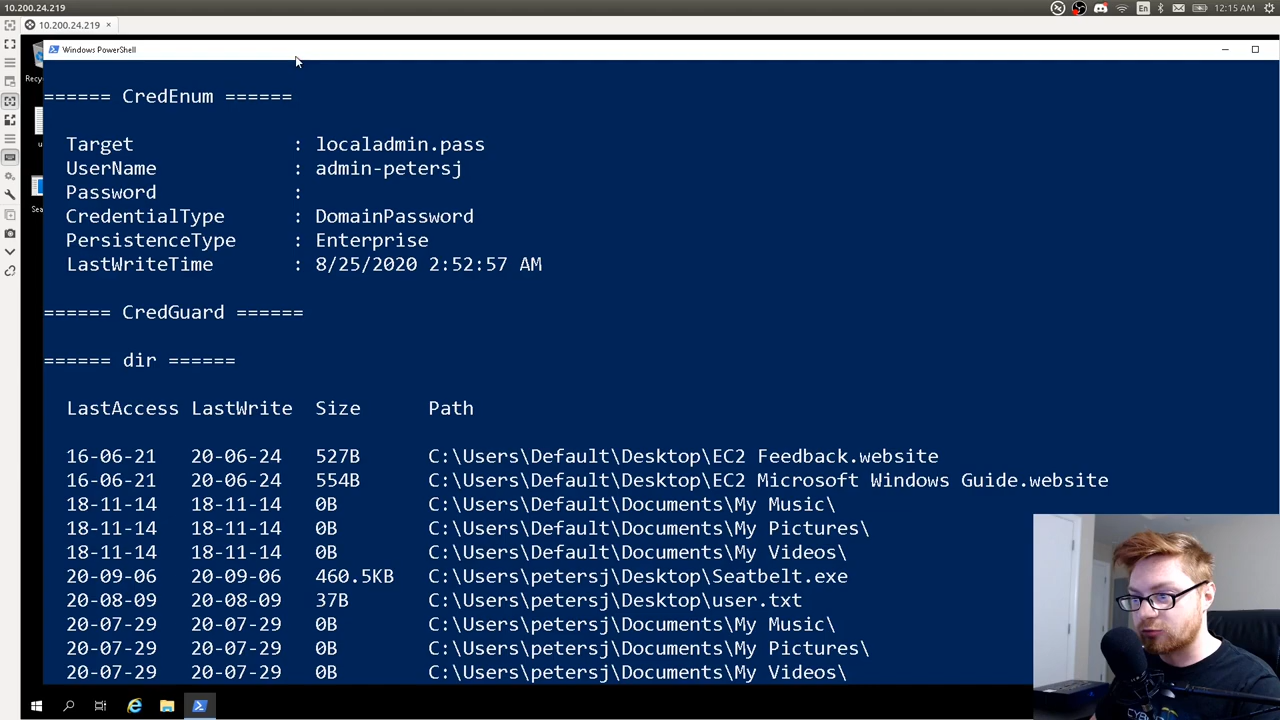 10.200.24.219
En
12:15 AM
10.200.24.219 ×
Windows PowerShell
====== CredEnum ======
Target : localadmin.pass
UserName : admin-petersj
Password :
CredentialType : DomainPassword
PersistenceType : Enterprise
LastWriteTime : 8/25/2020 2:52:57 AM
====== CredGuard ======
====== dir ======
LastAccess LastWrite Size Path
16-06-21 20-06-24 527B C:\Users\Default\Desktop\EC2 Feedback.website
16-06-21 20-06-24 554B C:\Users\Default\Desktop\EC2 Microsoft Windows Guide.website
18-11-14 18-11-14 0B C:\Users\Default\Documents\My Music\
18-11-14 18-11-14 0B C:\Users\Default\Documents\My Pictures\
18-11-14 18-11-14 0B C:\Users\Default\Documents\My Videos\
20-09-06 20-09-06 460.5KB C:\Users\petersj\Desktop\Seatbelt.exe
20-08-09 20-08-09 37B C:\Users\petersj\Desktop\user.txt
20-07-29 20-07-29 0B C:\Users\petersj\Documents\My Music\
20-07-29 20-07-29 0B C:\Users\petersj\Documents\My Pictures\
20-07-29 20-07-29 0B C:\Users\petersj\Documents\My Videos\
Recy
u
Sea